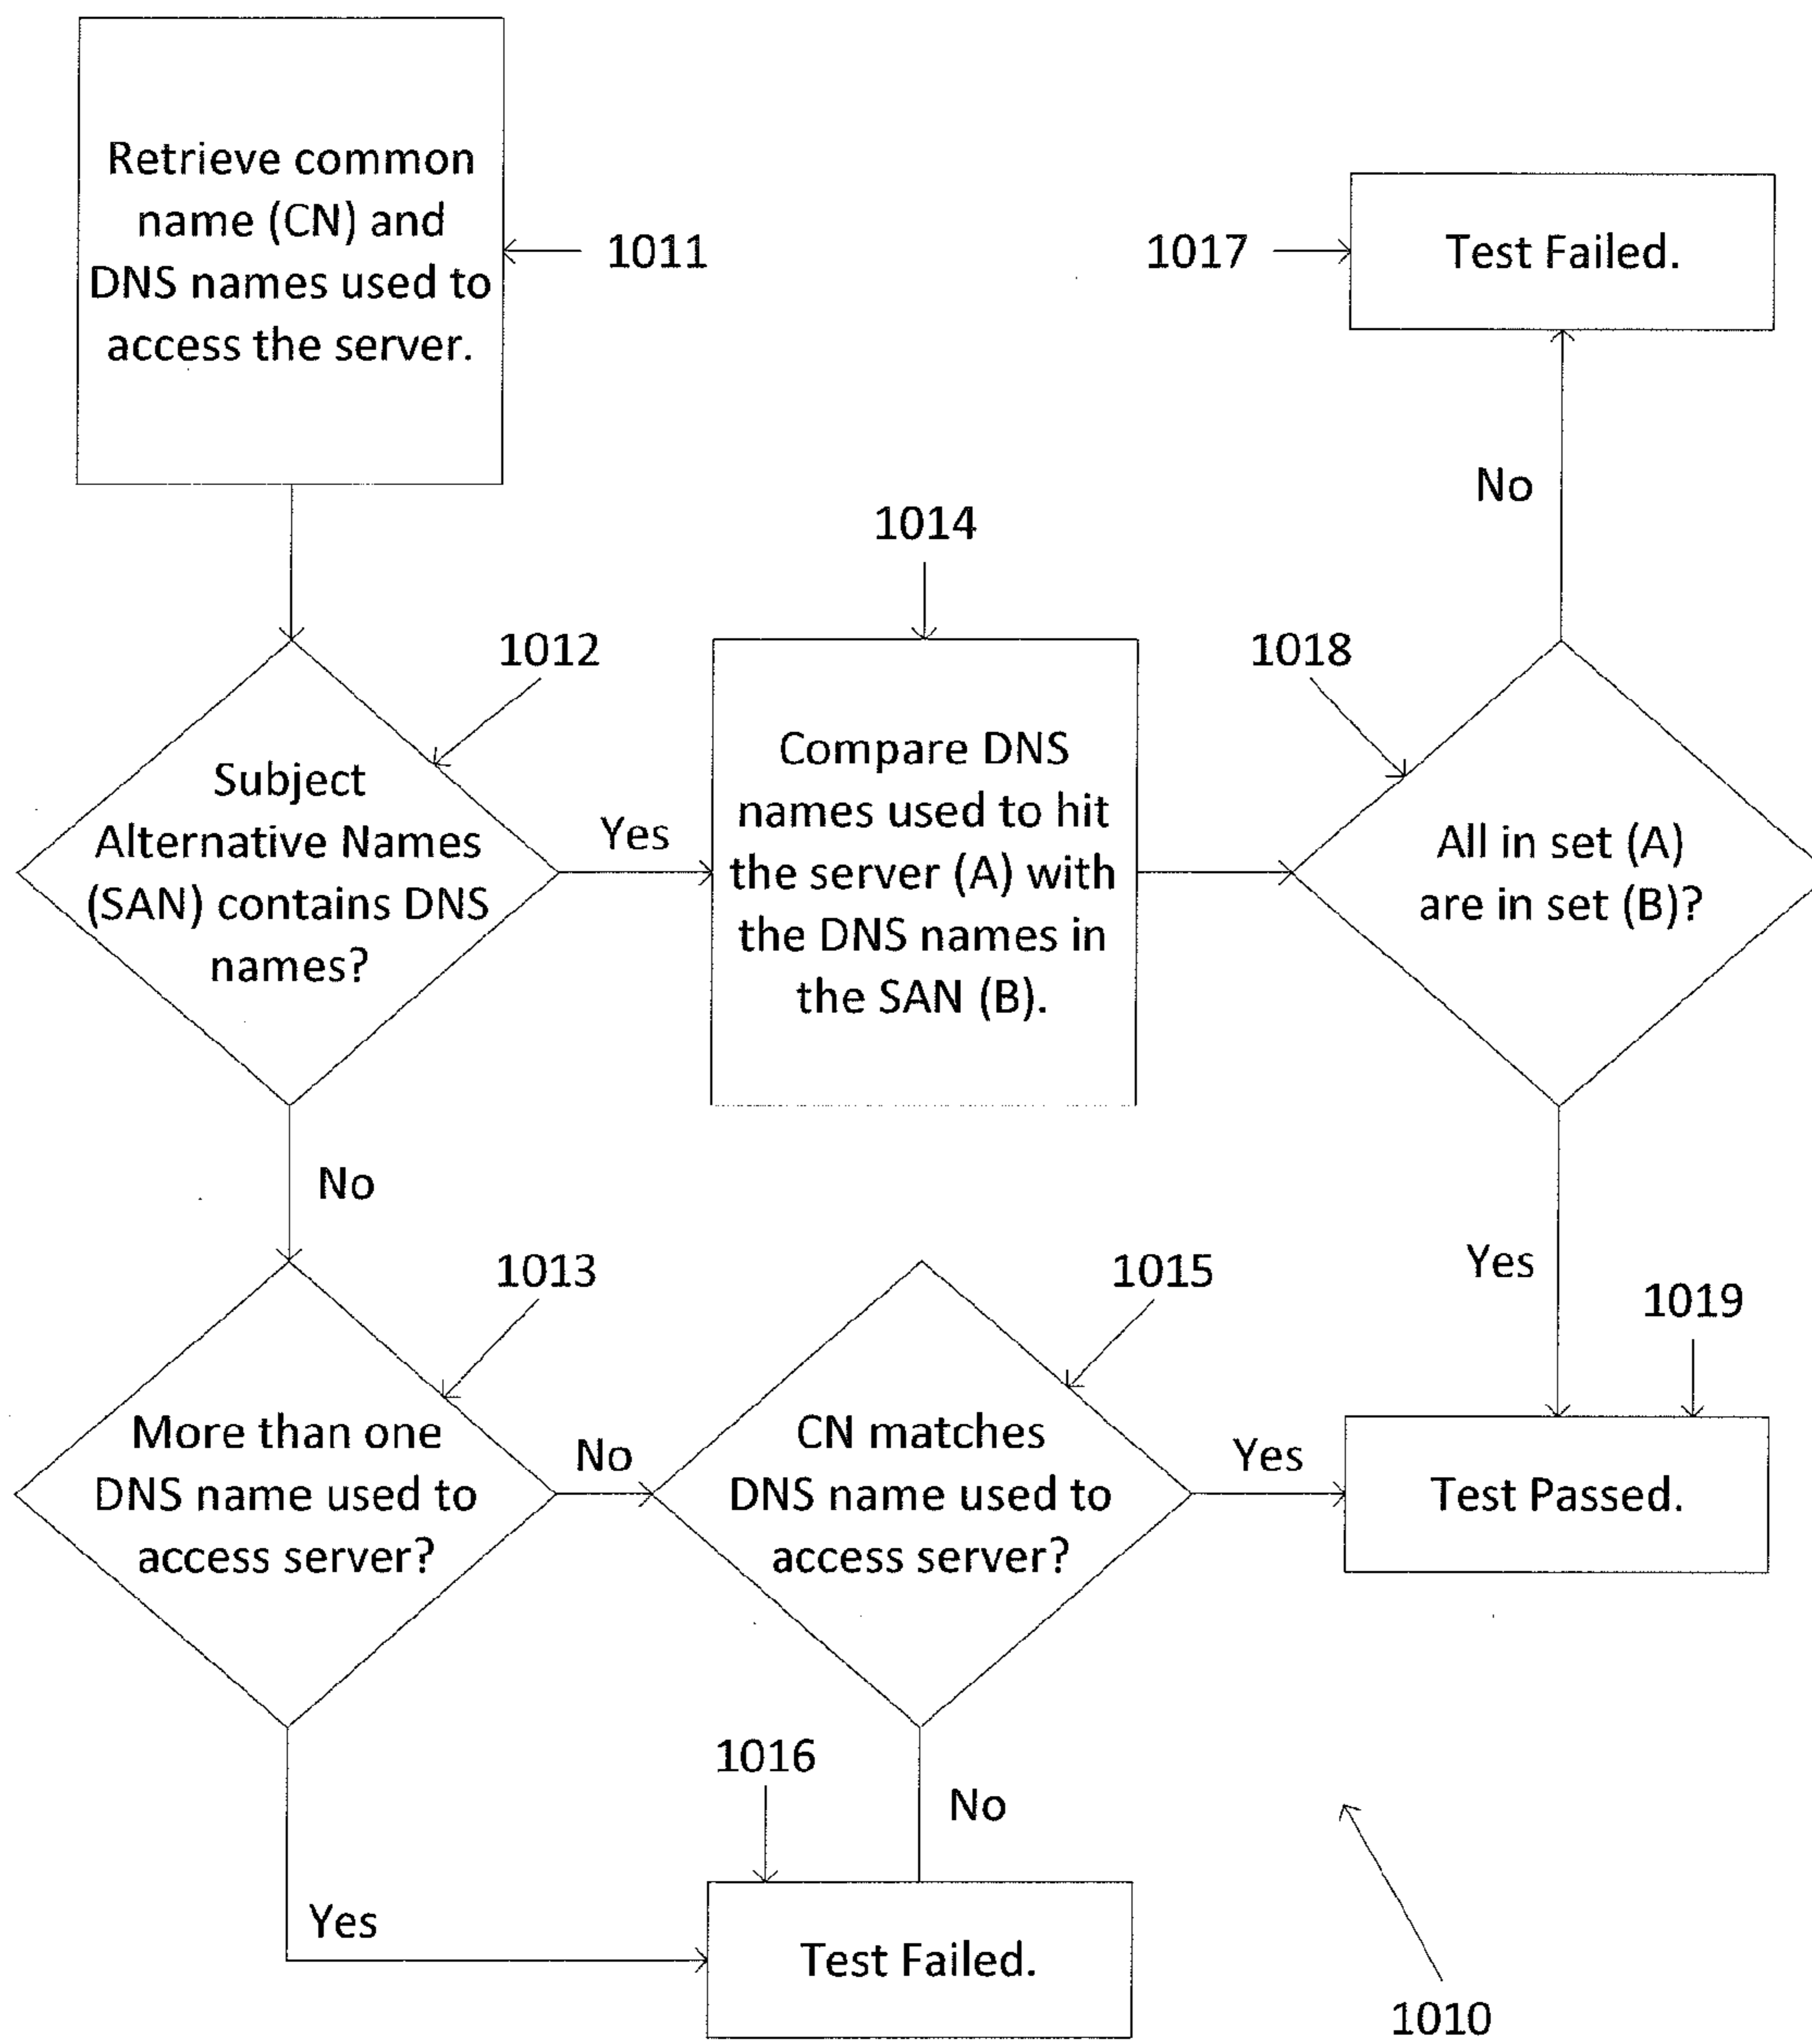 Retrieve common
name (CN) and
DNS names used to
access the server.
1011
1017
Test Failed.
No
1014
1012
1018
Subject
Alternative Names
(SAN) contains DNS
names?
Yes
Compare DNS
names used to hit
the server (A) with
the DNS names in
the SAN (B).
All in set (A)
are in set (B)?
No
Yes
1013
1015
1019
More than one
DNS name used to
access server?
No
CN matches
DNS name used to
access server?
Yes
Test Passed.
1016
No
Yes
Test Failed.
1010